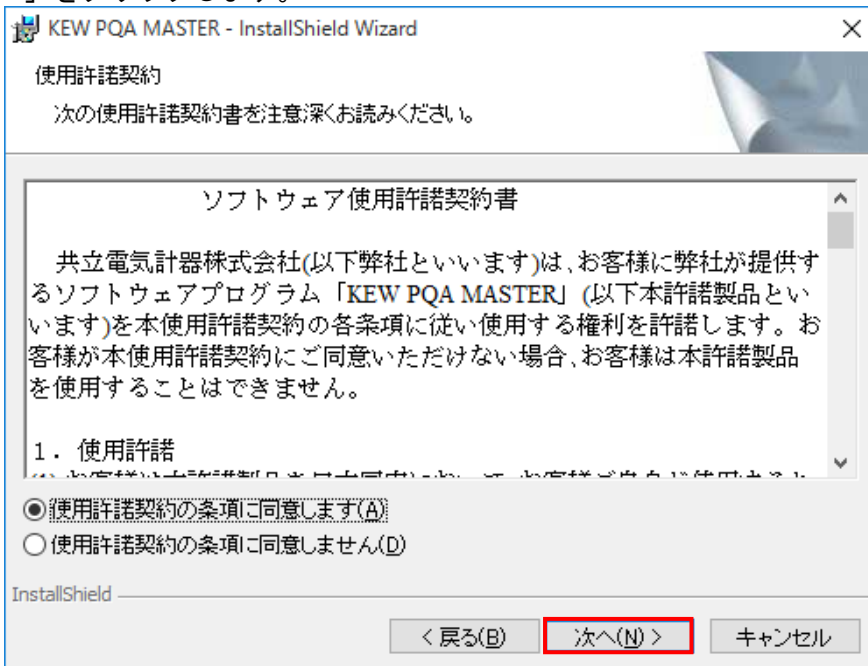 KEW PQA MASTER - InstallShield Wizard
使用許諾契約
次の使用許諾契約書を注意深くお読みください。
ソフトウェア使用許諾契約書
共立電気計器株式会社(以下弊社といいます)は、お客様に弊社が提供す
るソフトウェアプログラム「KEW PQA MASTER」(以下本許諾製品とい
います)を本使用許諾契約の各条項に従い使用する権利を許諾します。お
客様が本使用許諾契約にご同意いただけない場合、お客様は本許諾製品
を使用することはできません。
1. 使用許諾
使用許諾契約の条項に同意します(A)
使用許諾契約の条項に同意しません(D)
InstallShield
< 戻る(B)
次へ(N) >
キャンセル